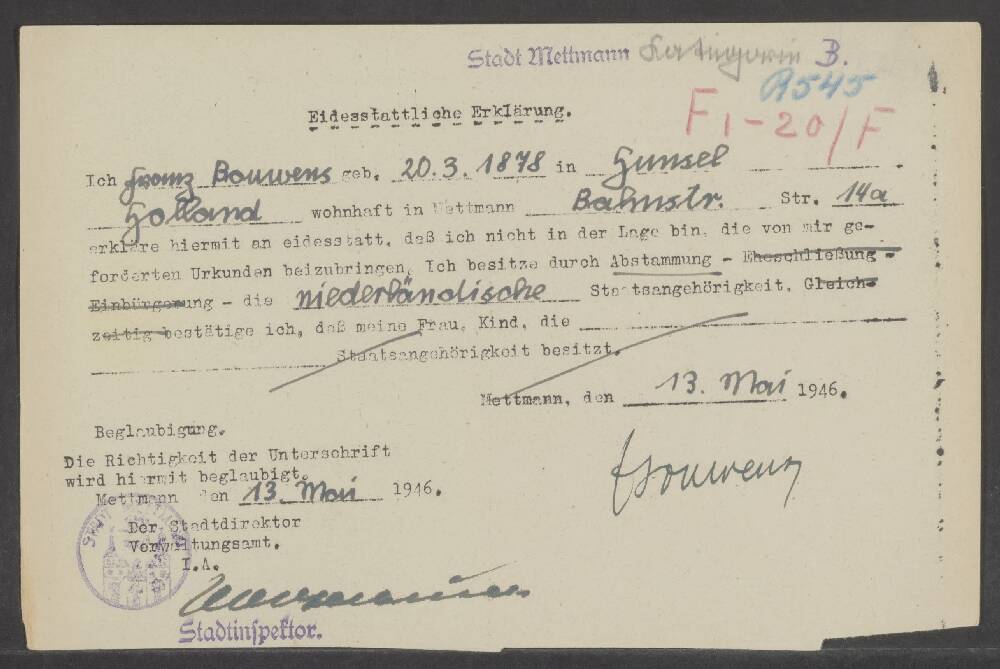 Stadt Mettmann Kategorie B.
A545
F1-20/F
Eidesstattliche Erklärung.
Ich Franz Bouwens geb. 20.3.1878 in Hunsel
Holland wohnhaft in Mettmann Bahnstr. Str. 14a
erkläre hiermit an eidesstatt, daß ich nicht in der Lage bin, die von mir ge-
forderten Urkunden beizubringen. Ich besitze durch Abstammung - Eheschließung -
Einbürgerung - die niederländische Staatsangehörigkeit. Gleich-
zeitig bestätige ich, daß meine Frau, Kind, die
Staatsangehörigkeit besitzt.
Mettmann, den 13. Mai 1946.
Beglaubigung.
Die Richtigkeit der Unterschrift
wird hiermit beglaubigt.
Mettmann den 13. Mai 1946.
Bouwens
Der Stadtdirektor
Verwaltungsamt.
I.A.
Stadtinspektor.